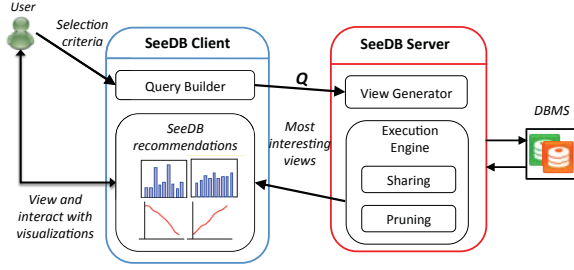 User
Selection
criteria
SeeDB Client
SeeDB Server
Query Builder
Q
View Generator
DBMS
SeeDB
recommendations
Most
interesting
views
Execution
Engine
Sharing
Pruning
View and
interact with
visualizations